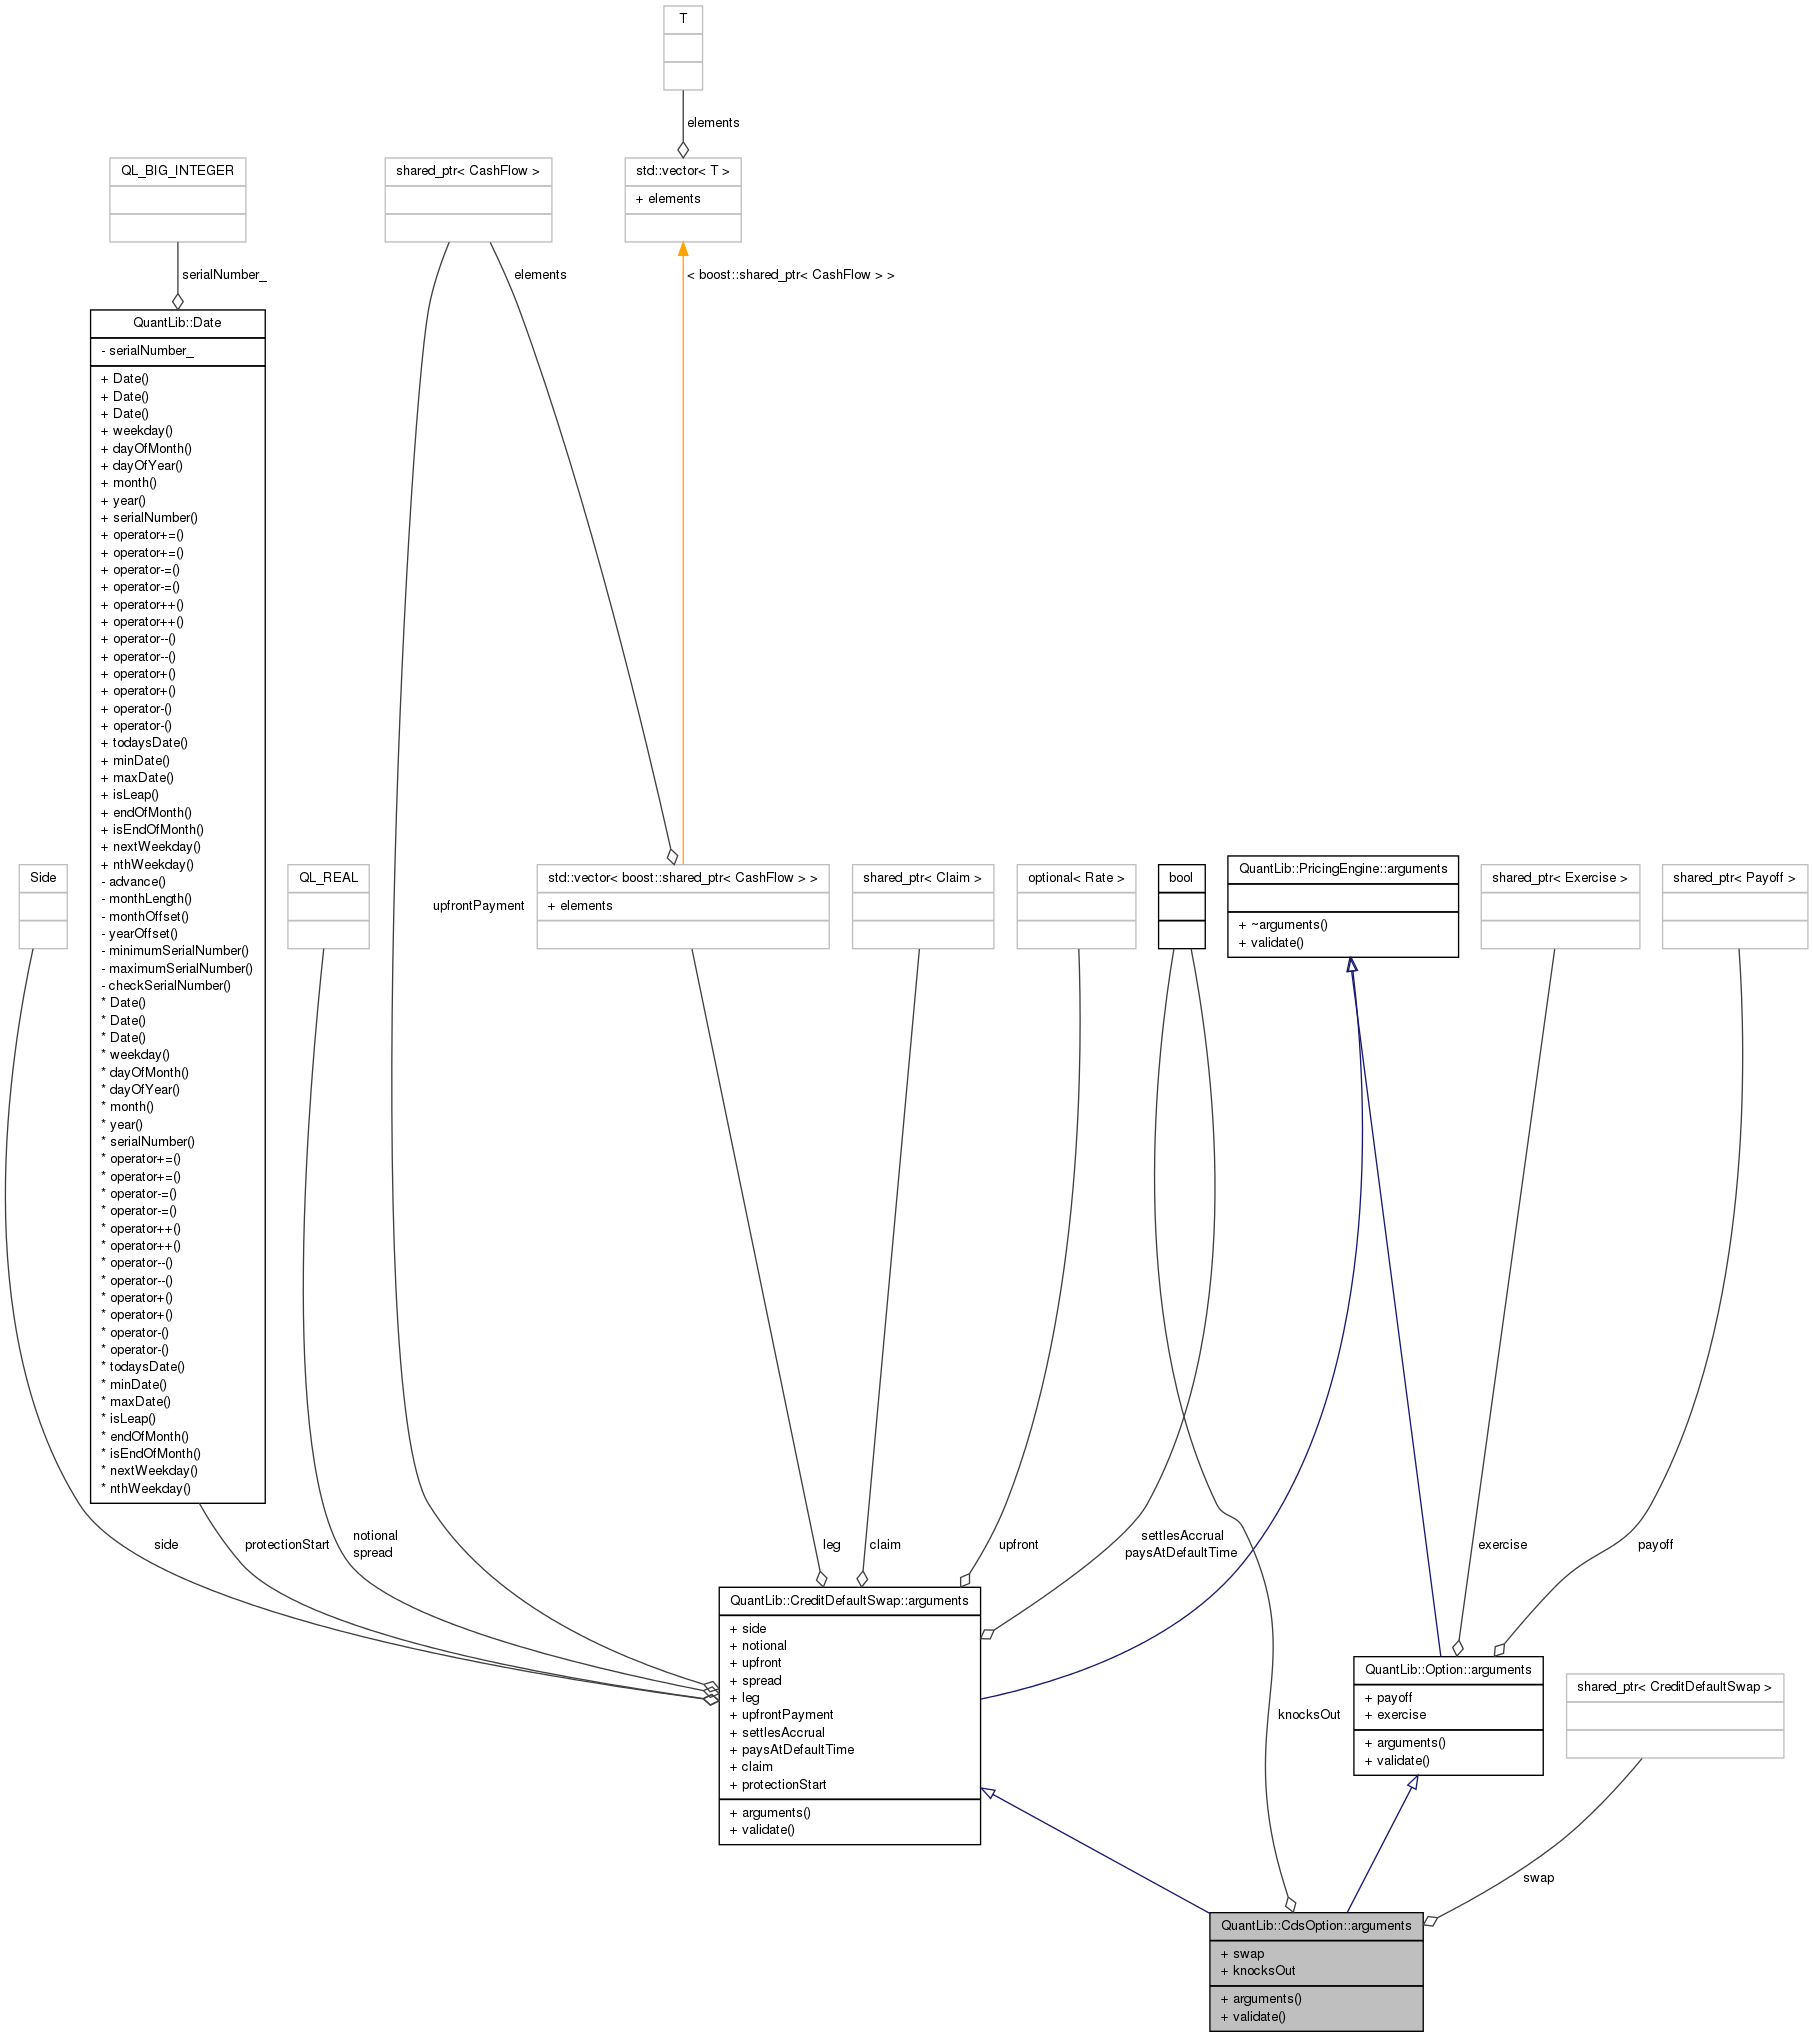 T
elements
QL_BIG_INTEGER
shared_ptr< CashFlow >
std::vector< T >
+ elements
serialNumber_
elements
< boost::shared_ptr< CashFlow > >
QuantLib::Date
- serialNumber_
+ Date()
+ Date()
+ Date()
+ weekday()
+ dayOfMonth()
+ dayOfYear()
+ month()
+ year()
+ serialNumber()
+ operator+=()
+ operator+=()
+ operator-=()
+ operator-=()
+ operator++()
+ operator++()
+ operator--()
+ operator--()
+ operator+()
+ operator+()
+ operator-()
+ operator-()
+ todaysDate()
+ minDate()
+ maxDate()
+ isLeap()
+ endOfMonth()
+ isEndOfMonth()
+ nextWeekday()
+ nthWeekday()
- advance()
- monthLength()
- monthOffset()
- yearOffset()
- minimumSerialNumber()
- maximumSerialNumber()
- checkSerialNumber()
* Date()
* Date()
* Date()
* weekday()
* dayOfMonth()
* dayOfYear()
* month()
* year()
* serialNumber()
* operator+=()
* operator+=()
* operator-=()
* operator-=()
* operator++()
* operator++()
* operator--()
* operator--()
* operator+()
* operator+()
* operator-()
* operator-()
* todaysDate()
* minDate()
* maxDate()
* isLeap()
* endOfMonth()
* isEndOfMonth()
* nextWeekday()
* nthWeekday()
Side
QL_REAL
upfrontPayment
std::vector< boost::shared_ptr< CashFlow > >
+ elements
shared_ptr< Claim >
optional< Rate >
bool
QuantLib::PricingEngine::arguments
+ ~arguments()
+ validate()
shared_ptr< Exercise >
shared_ptr< Payoff >
side
protectionStart
notional
spread
leg
claim
upfront
settlesAccrual
paysAtDefaultTime
exercise
payoff
QuantLib::CreditDefaultSwap::arguments
+ side
+ notional
+ upfront
+ spread
+ leg
+ upfrontPayment
+ settlesAccrual
+ paysAtDefaultTime
+ claim
+ protectionStart
+ arguments()
+ validate()
knocksOut
QuantLib::Option::arguments
+ payoff
+ exercise
+ arguments()
+ validate()
shared_ptr< CreditDefaultSwap >
swap
QuantLib::CdsOption::arguments
+ swap
+ knocksOut
+ arguments()
+ validate()